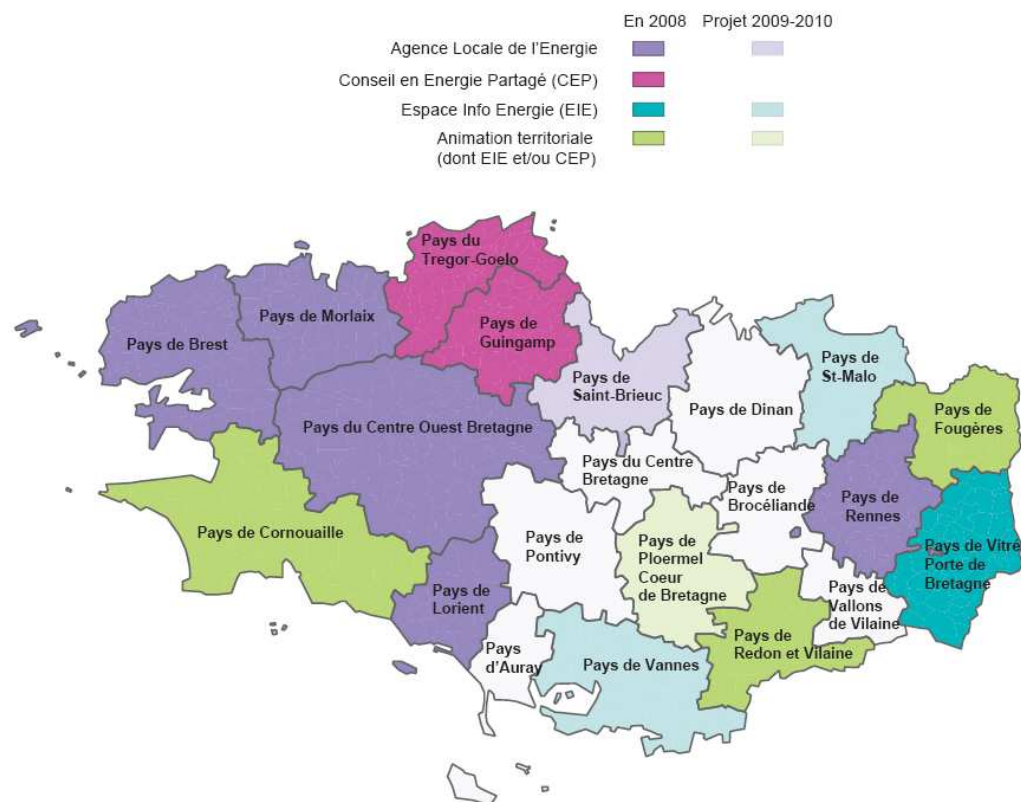 En 2008 Projet 2009-2010
Agence Locale de l'Energie
Conseil en Energie Partagé (CEP)
Espace Info Energie (EIE)
Animation territoriale
(dont EIE et/ou CEP)
Pays du
Tregor-Goelo
Pays de Morlaix
Pays de Brest
Pays de
Guingamp
Pays de
St-Malo
Pays de
Saint-Brieuc
Pays de Dinan
Pays de
Fougères
Pays du Centre Ouest Bretagne
Pays du Centre
Bretagne
Pays de
Brocéliande
Pays de
Rennes
Pays de Cornouaille
Pays de
Pontivy
Pays de
Ploermel
Coeur
de Bretagne
Pays de Vitré
Porte de
Bretagne
Pays de
Lorient
Pays de
Vallons
de Vilaine
Pays de
Redon et Vilaine
Pays
d'Auray
Pays de Vannes